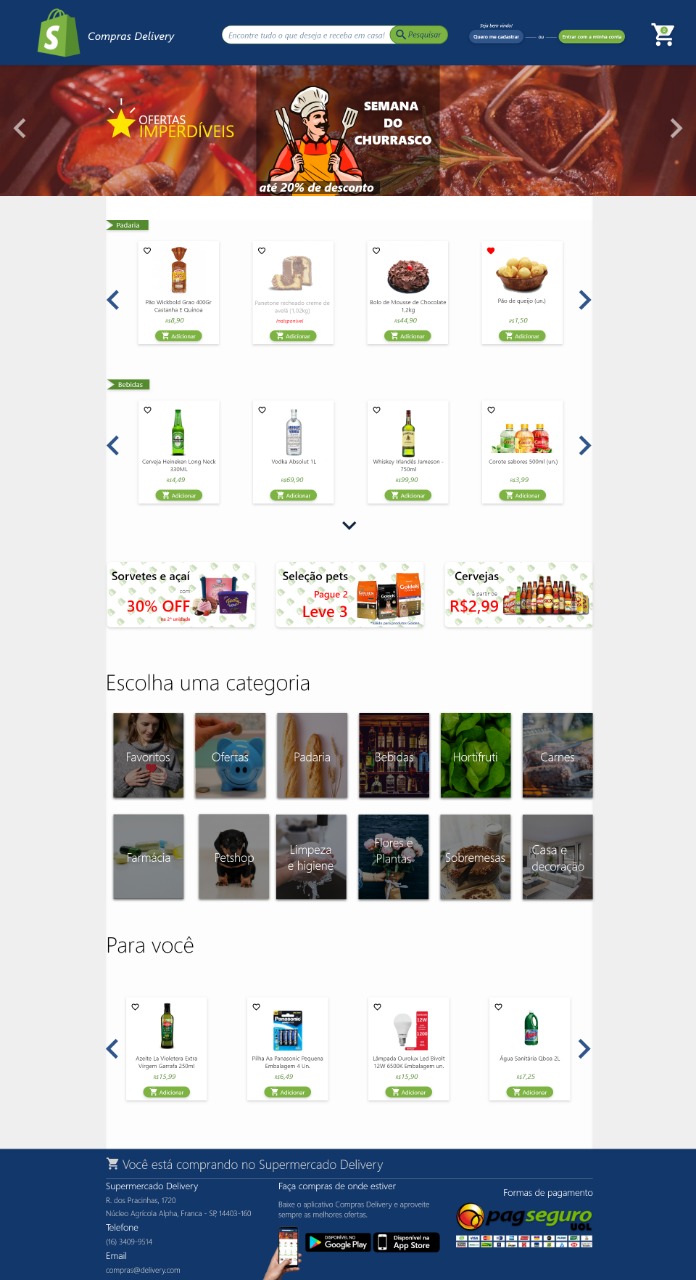 Compras Delivery
Encontre tudo o que deseja e receba em casa!
Pesquisar
Seja bem vindo!
Quero me cadastrar
ou
Entrar com a minha conta
0
OFERTAS
IMPERDÍVEIS
SEMANA
DO
CHURRASCO
até 20% de desconto
Padaria
Pão Wickbold Grao 400Gr
Castanha E Quinoa
R$8,90
Adicionar
Panetone recheado creme de
avelã (1,02kg)
Indisponível
Adicionar
Bolo de Mousse de Chocolate
1.2kg
R$44,90
Adicionar
Pão de queijo (un.)
R$1,50
Adicionar
Bebidas
Cerveja Heineken Long Neck
330ML
R$4,49
Adicionar
Vodka Absolut 1L
R$69,90
Adicionar
Whiskey Irlandês Jameson -
750ml
R$99,90
Adicionar
Corote sabores 500ml (un.)
R$3,99
Adicionar
Sorvetes e açaí
com
30% OFF
na 2ª unidade
Seleção pets
Pague 2
Leve 3
Cervejas
a partir de
R$2,99
Escolha uma categoria
Favoritos
Ofertas
Padaria
Bebidas
Hortifruti
Carnes
Farmácia
Petshop
Limpeza
e higiene
Flores e
Plantas
Sobremesas
Casa e
decoração
Para você
Azeite La Violetera Extra
Virgem Garrafa 250ml
R$15,99
Adicionar
Panasonic
Pilha Aa Panasonic Pequena
Embalagem 4 Un.
R$6,49
Adicionar
12W
Lâmpada Ourolux Led Bivolt
12W 6500K Embalagem un.
R$15,90
Adicionar
Água Sanitária Qboa 2L
R$7,25
Adicionar
Você está comprando no Supermercado Delivery
Supermercado Delivery
R. dos Pracinhas, 1720
Núcleo Agrícola Alpha, Franca - SP, 14403-160
Telefone
(16) 3409-9514
Email
compras@delivery.com
Faça compras de onde estiver
Baixe o aplicativo Compras Delivery e aproveite
sempre as melhores ofertas.
DISPONÍVEL NO
Google Play
Disponível na
App Store
Formas de pagamento
pagseguro
UOL